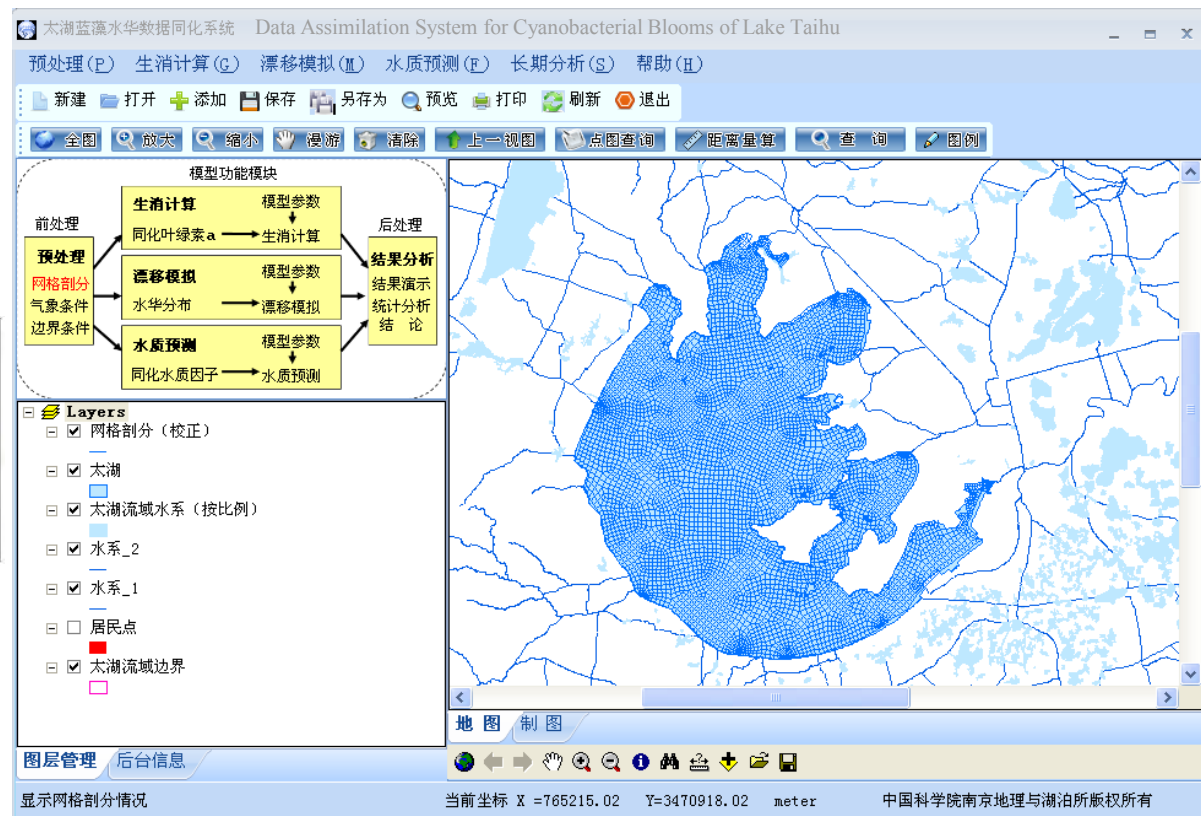 太湖蓝藻水华数据同化系统 Data Assimilation System for Cyanobacterial Blooms of Lake Taihu
预处理(P) 生消计算(G) 漂移模拟(M) 水质预测(F) 长期分析(S) 帮助(H)
新建 打开 添加 保存 另存为 预览 打印 刷新 退出
全图 放大 缩小 漫游 清除 上一视图 点图查询 距离量算 查 询 图例
模型功能模块
前处理
预处理
网格剖分
气象条件
边界条件
生消计算 模型参数
同化叶绿素a 生消计算
漂移模拟 模型参数
水华分布 漂移模拟
水质预测 模型参数
同化水质因子 水质预测
后处理
结果分析
结果演示
统计分析
结 论
Layers
网格剖分（校正）
太湖
太湖流域水系（按比例）
水系_2
水系_1
居民点
太湖流域边界
图层管理 后台信息
地 图 制 图
显示网格剖分情况 当前坐标 X =765215.02 Y=3470918.02 meter 中国科学院南京地理与湖泊所版权所有